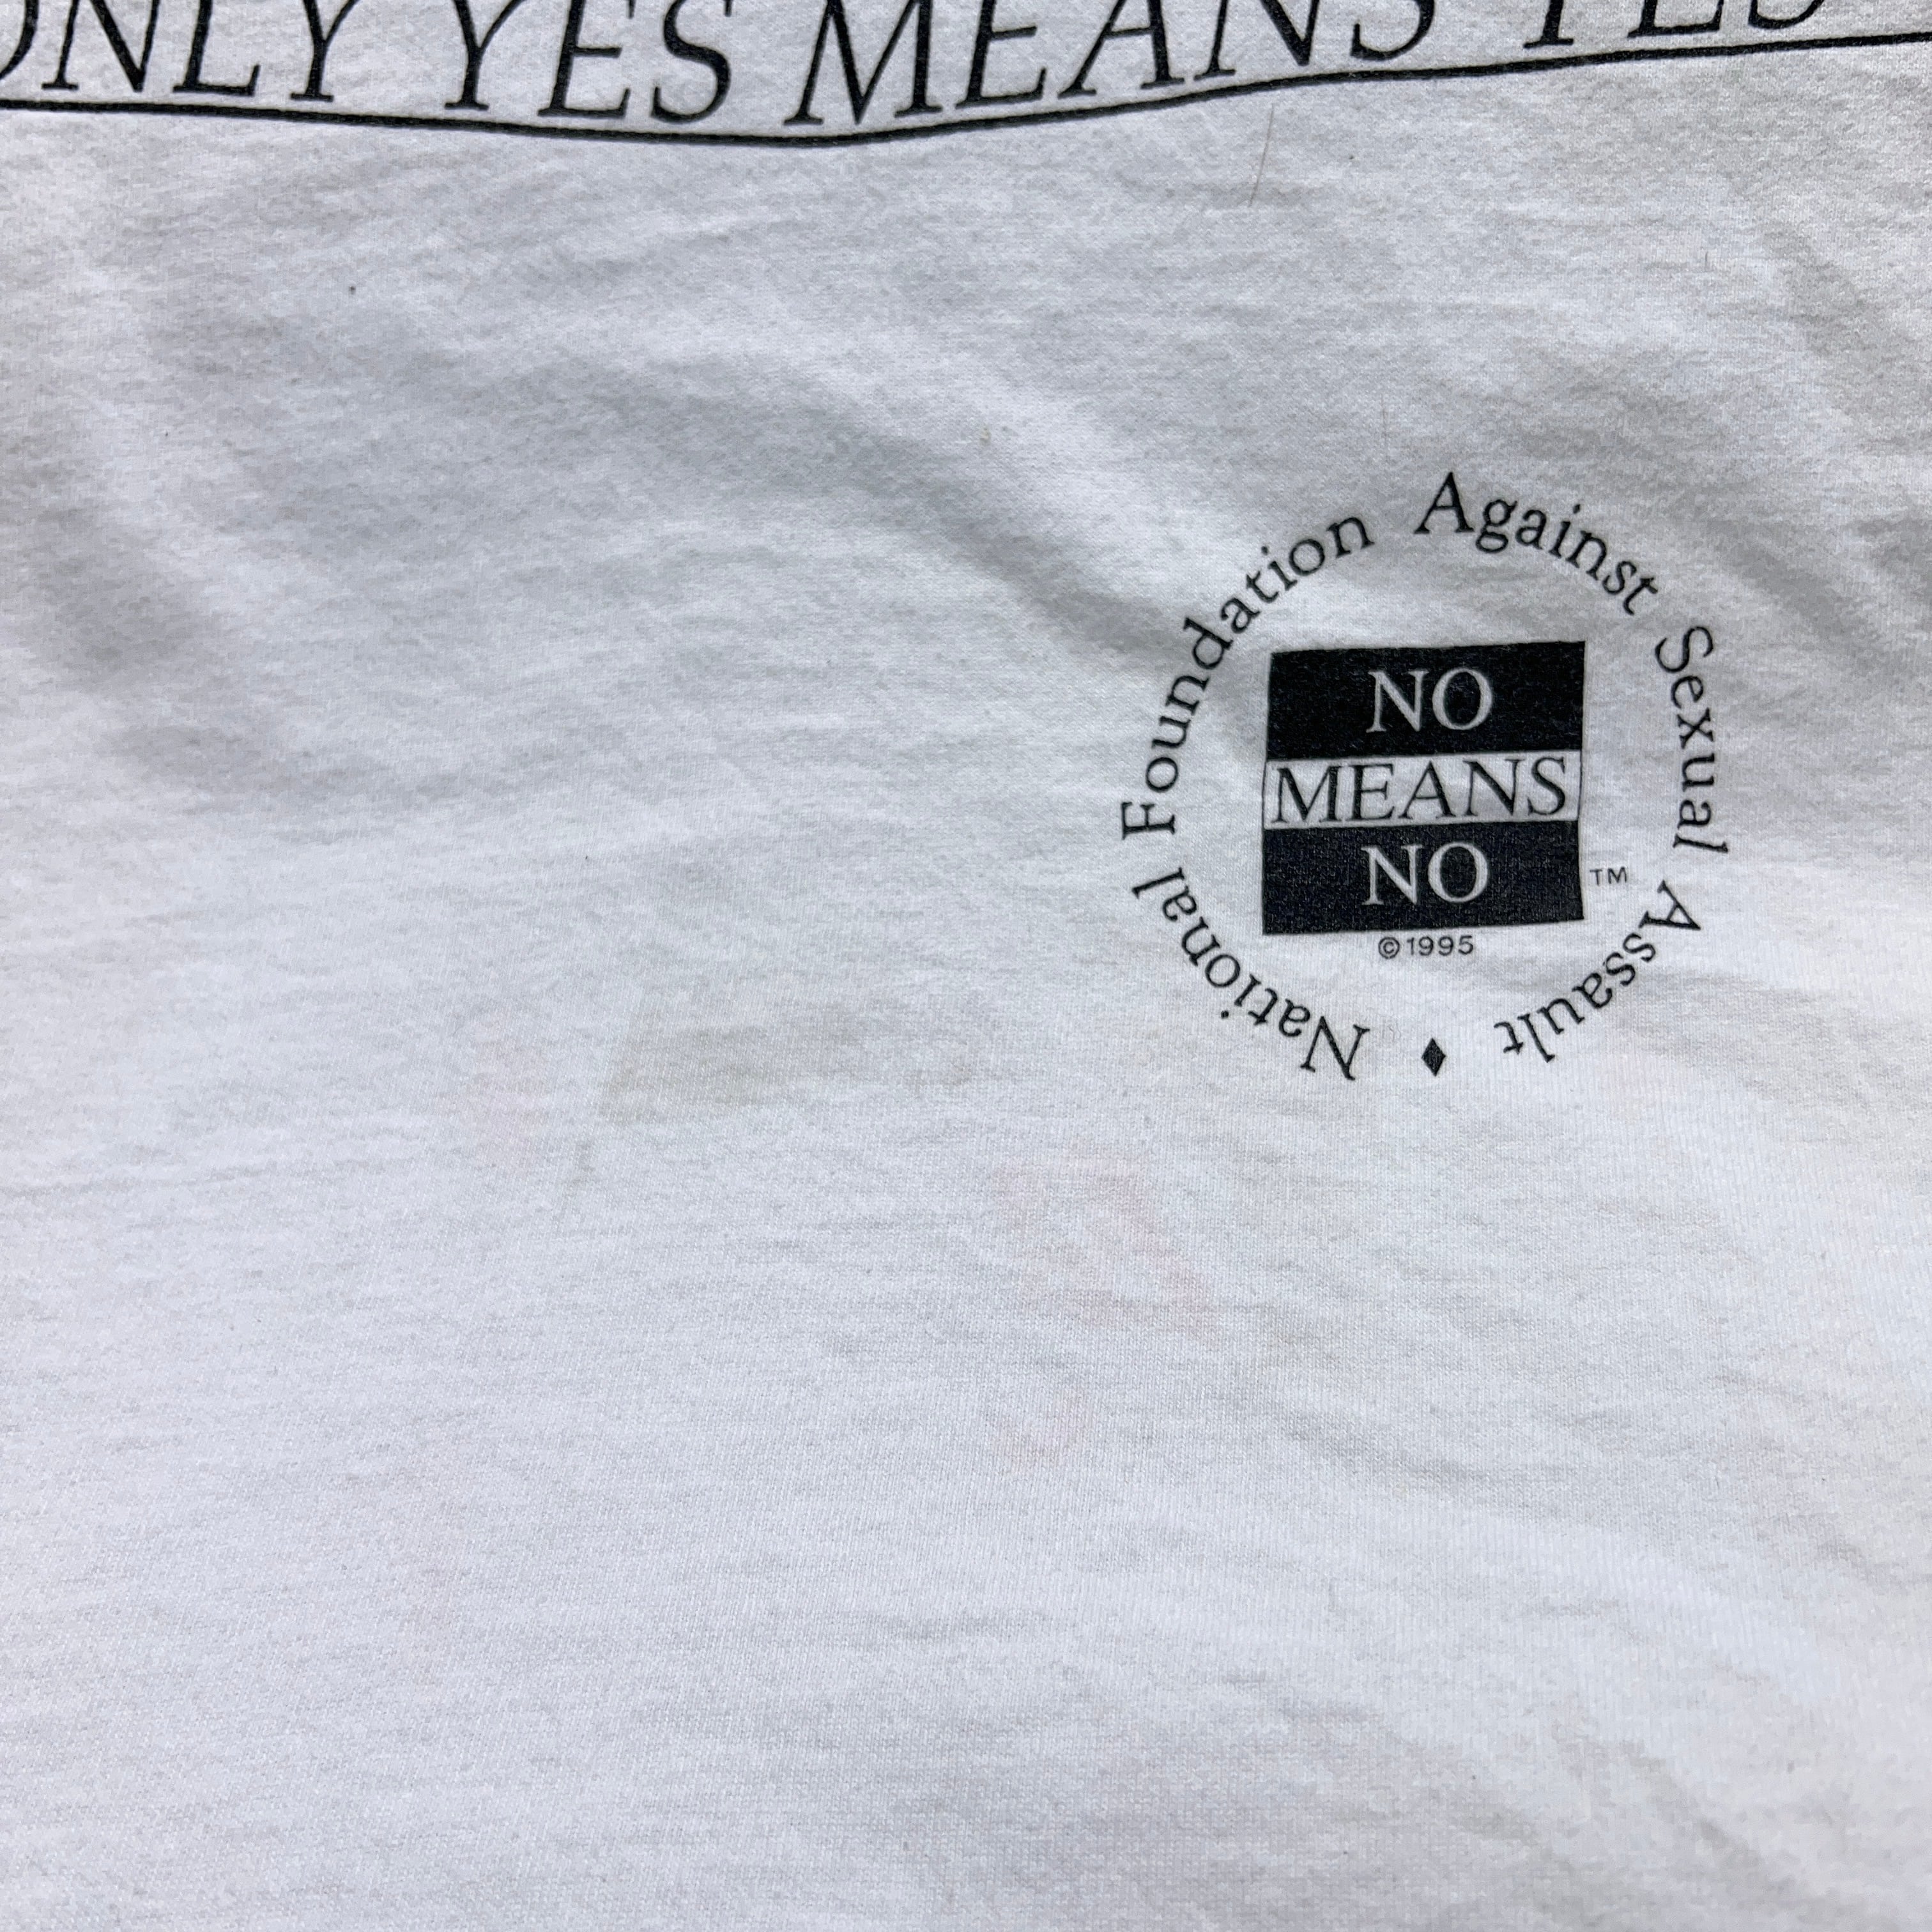 ONLY YES MEANS YES
National Foundation Against Sexual Assault ♦
NO
MEANS
NO
TM
©1995